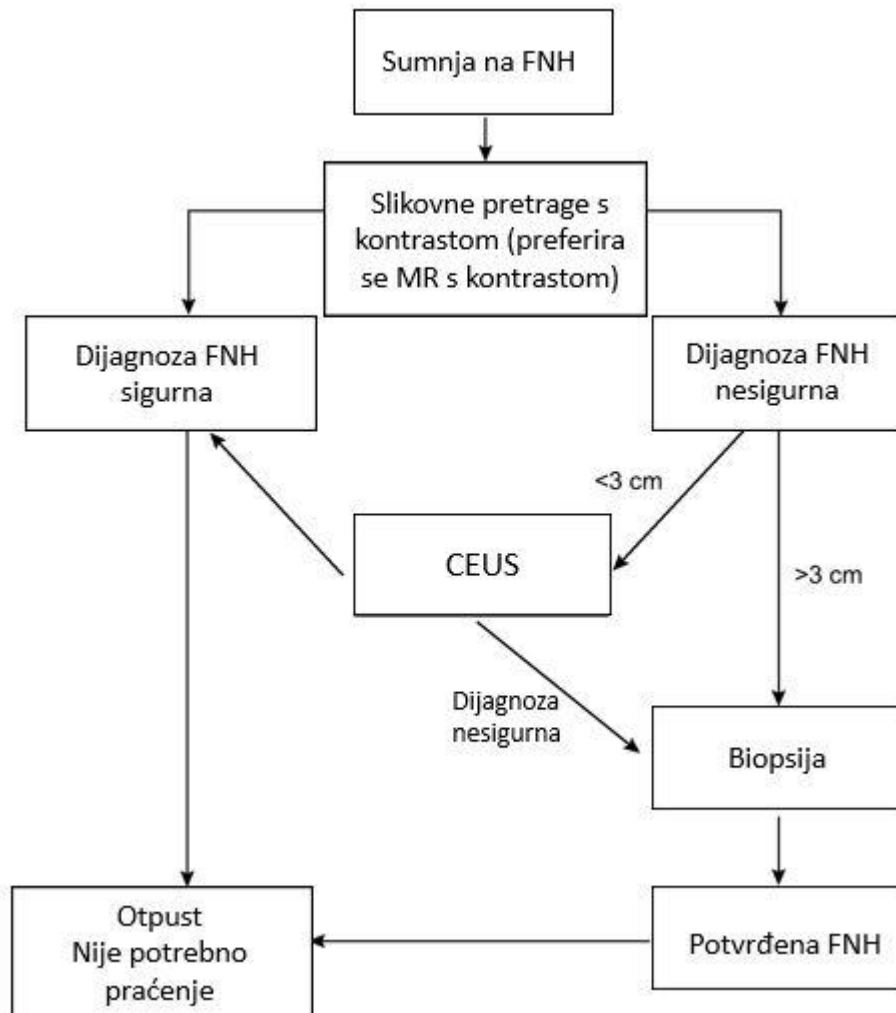 Sumnja na FNH
Slikovne pretrage s
kontrastom (preferira
se MR s kontrastom)
Dijagnoza FNH
sigurna
Dijagnoza FNH
nesigurna
<3 cm
CEUS
>3 cm
Dijagnoza
nesigurna
Biopsija
Otpust
Nije potrebno
praćenje
Potvrđena FNH